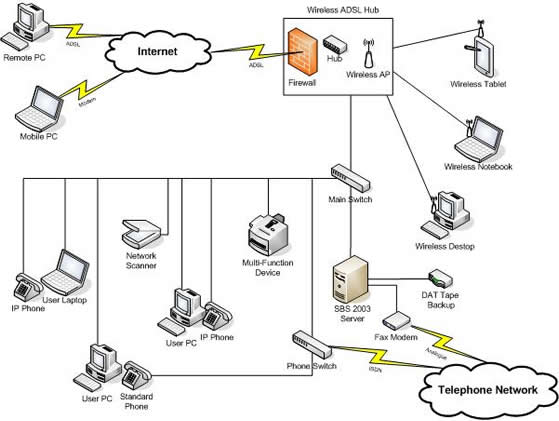 Wireless ADSL Hub
Remote PC
ADSL
Internet
ADSL
Firewall
Hub
Wireless AP
Wireless Tablet
Mobile PC
Modem
Wireless Notebook
Main Switch
Wireless Destop
IP Phone
User Laptop
Network
Scanner
Multi-Function
Device
User PC
IP Phone
SBS 2003
Server
DAT Tape
Backup
Fax Modem
Analogue
Phone Switch
ISDN
User PC
Standard
Phone
Telephone Network